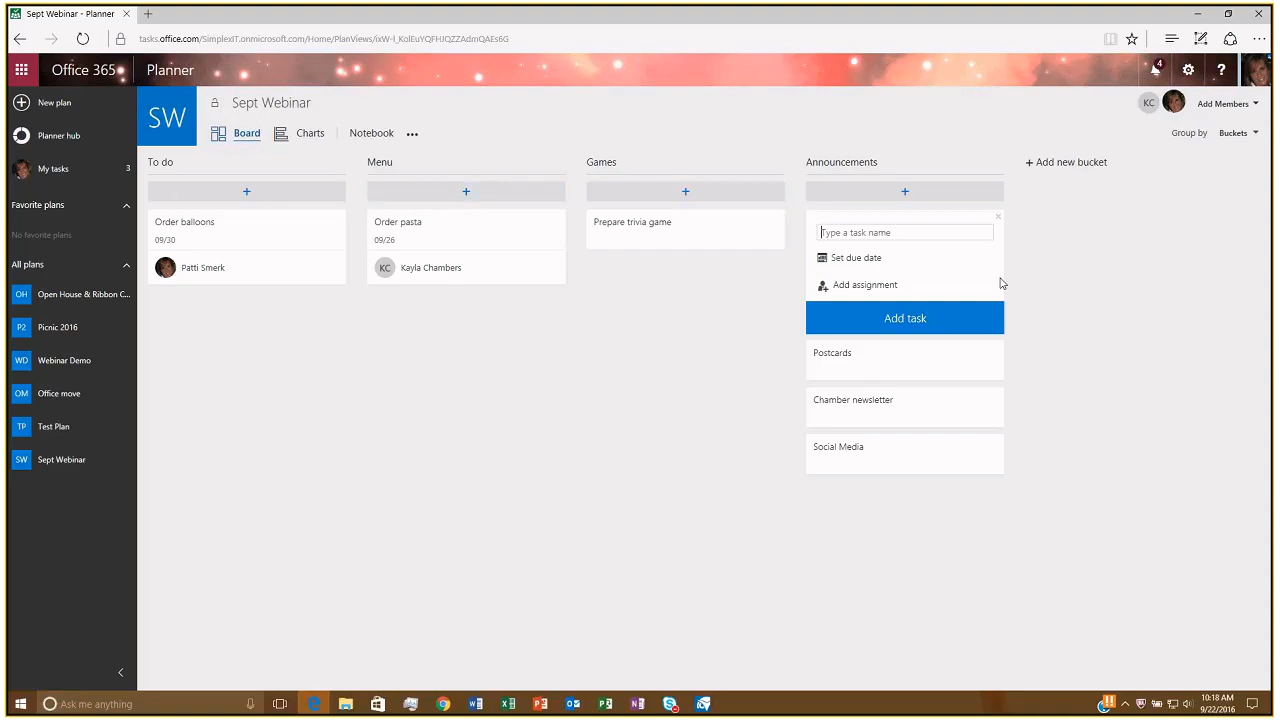 Sept Webinar - Planner
tasks.office.com/SimplexIT.onmicrosoft.com/Home/PlanViews/ixW-l_KolEuYQFHJQZZAdmQAEs6G
Office 365
Planner
4
?
New plan
Planner hub
My tasks
3
Favorite plans
No favorite plans
All plans
OH Open House & Ribbon C...
P2 Picnic 2016
WD Webinar Demo
OM Office move
TP Test Plan
SW Sept Webinar
SW
Sept Webinar
KC
Add Members
Board
Charts
Notebook
Group by
Buckets
To do
Order balloons
09/30
Patti Smerk
Menu
Order pasta
09/26
KC Kayla Chambers
Games
Prepare trivia game
Announcements
Type a task name
Set due date
Add assignment
Add task
Postcards
Chamber newsletter
Social Media
+ Add new bucket
Ask me anything
10:18 AM
9/22/2016